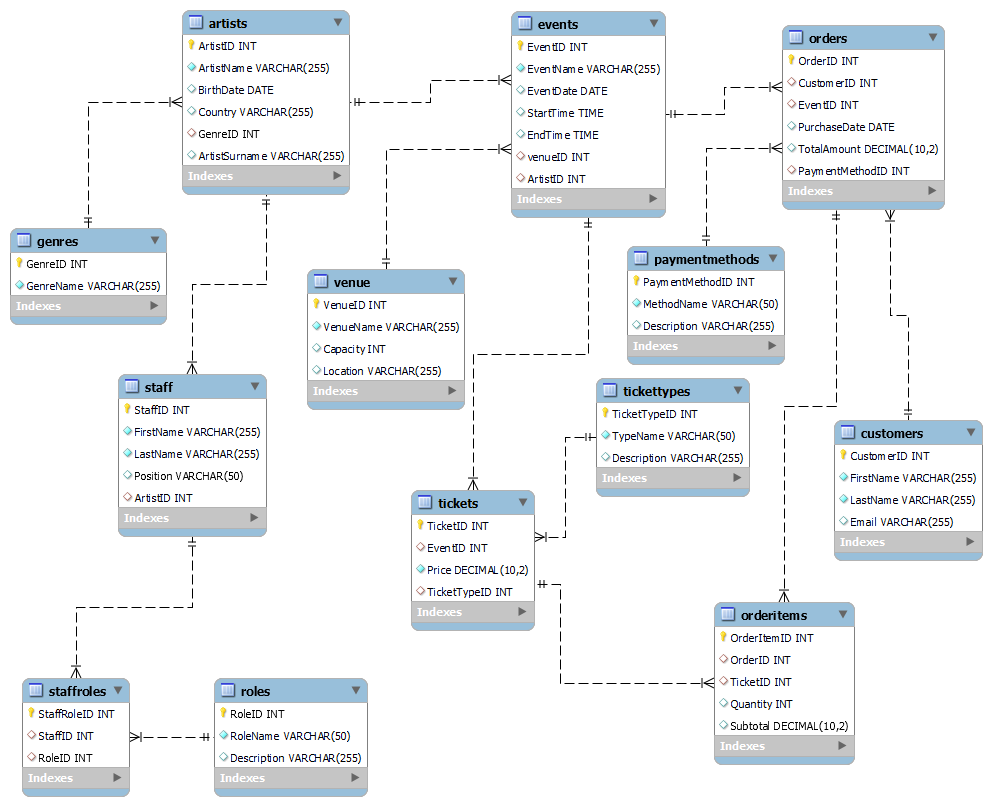 artists
ArtistID INT
ArtistName VARCHAR(255)
BirthDate DATE
Country VARCHAR(255)
GenreID INT
ArtistSurname VARCHAR(255)
Indexes
events
EventID INT
EventName VARCHAR(255)
EventDate DATE
StartTime TIME
EndTime TIME
venueID INT
ArtistID INT
Indexes
orders
OrderID INT
CustomerID INT
EventID INT
PurchaseDate DATE
TotalAmount DECIMAL(10,2)
PaymentMethodID INT
Indexes
genres
GenreID INT
GenreName VARCHAR(255)
Indexes
venue
VenueID INT
VenueName VARCHAR(255)
Capacity INT
Location VARCHAR(255)
Indexes
paymentmethods
PaymentMethodID INT
MethodName VARCHAR(50)
Description VARCHAR(255)
Indexes
staff
StaffID INT
FirstName VARCHAR(255)
LastName VARCHAR(255)
Position VARCHAR(50)
ArtistID INT
Indexes
tickettypes
TicketTypeID INT
TypeName VARCHAR(50)
Description VARCHAR(255)
Indexes
customers
CustomerID INT
FirstName VARCHAR(255)
LastName VARCHAR(255)
Email VARCHAR(255)
Indexes
tickets
TicketID INT
EventID INT
Price DECIMAL(10,2)
TicketTypeID INT
Indexes
orderitems
OrderItemID INT
OrderID INT
TicketID INT
Quantity INT
Subtotal DECIMAL(10,2)
Indexes
staffroles
StaffRoleID INT
StaffID INT
RoleID INT
Indexes
roles
RoleID INT
RoleName VARCHAR(50)
Description VARCHAR(255)
Indexes